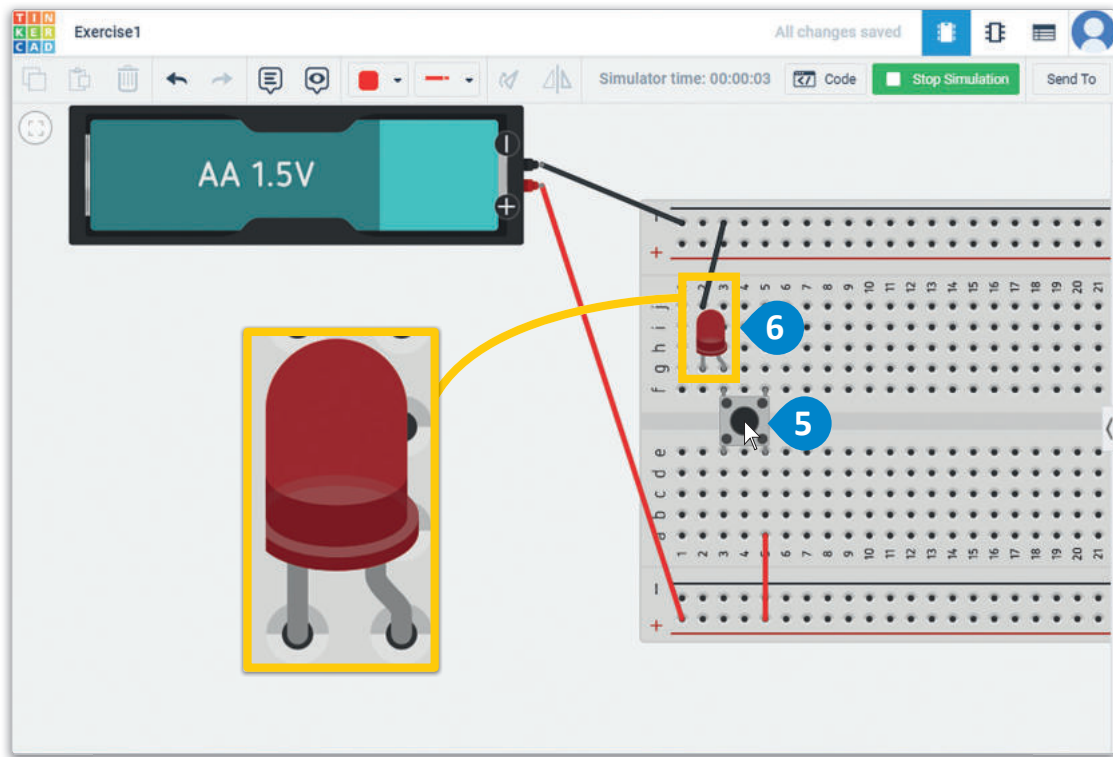 TIN
KER
CAD
Exercise1
All changes saved
Simulator time: 00:00:03
Code
Stop Simulation
Send To
AA 1.5V
-
+
-
+
1 2 3 4 5 6 7 8 9 10 11 12 13 14 15 16 17 18 19 20 21
j
i
h
g
f
6
5
e
d
c
b
a
1 2 3 4 5 6 7 8 9 10 11 12 13 14 15 16 17 18 19 20 21
-
+